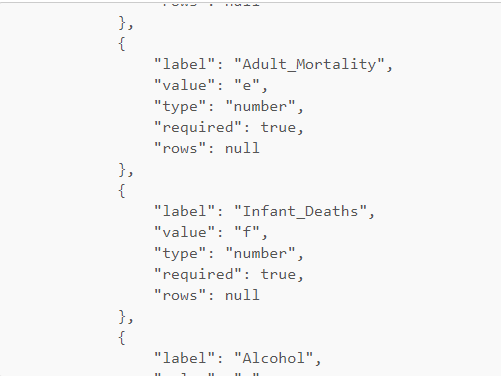 "rows": null
},
{
"label": "Adult_Mortality",
"value": "e",
"type": "number",
"required": true,
"rows": null
},
{
"label": "Infant_Deaths",
"value": "f",
"type": "number",
"required": true,
"rows": null
},
{
"label": "Alcohol",